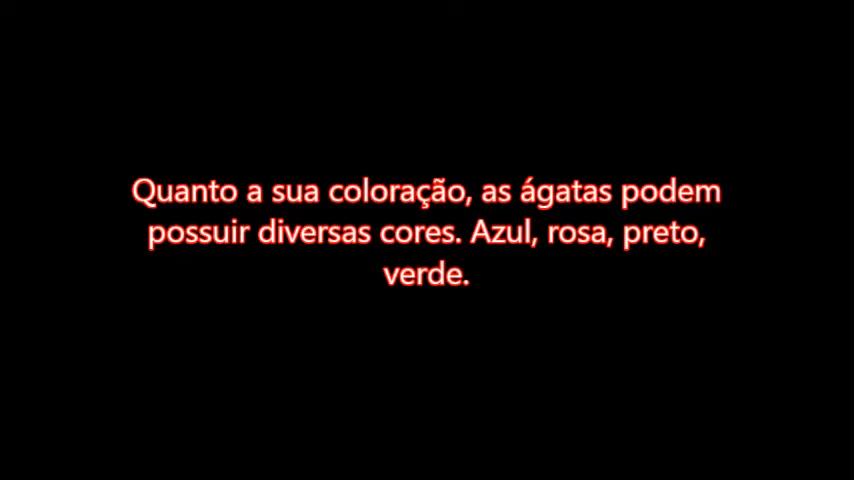 Quanto a sua coloração, as ágatas podem
possuir diversas cores. Azul, rosa, preto,
verde.